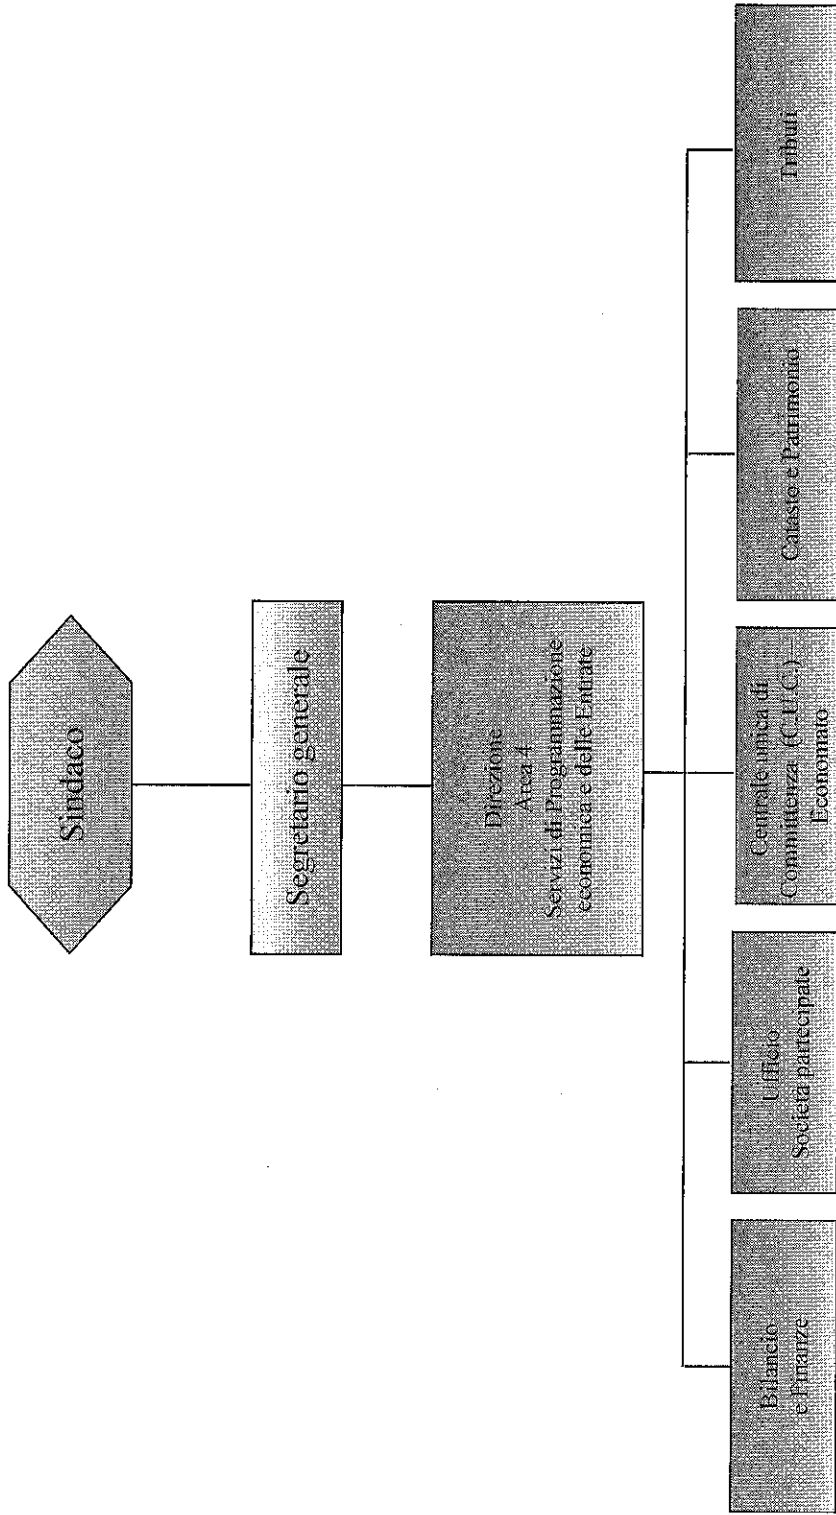 Sindaco
Segretario generale
Direzione
Area 4
Servizi di Programmazione
economica e delle Entrate
Bilancio
e Finanze
Ufficio
Società partecipate
Centrale unica di
Committenza (C.U.C.) –
Economato
Catasto e Patrimonio
Tributi